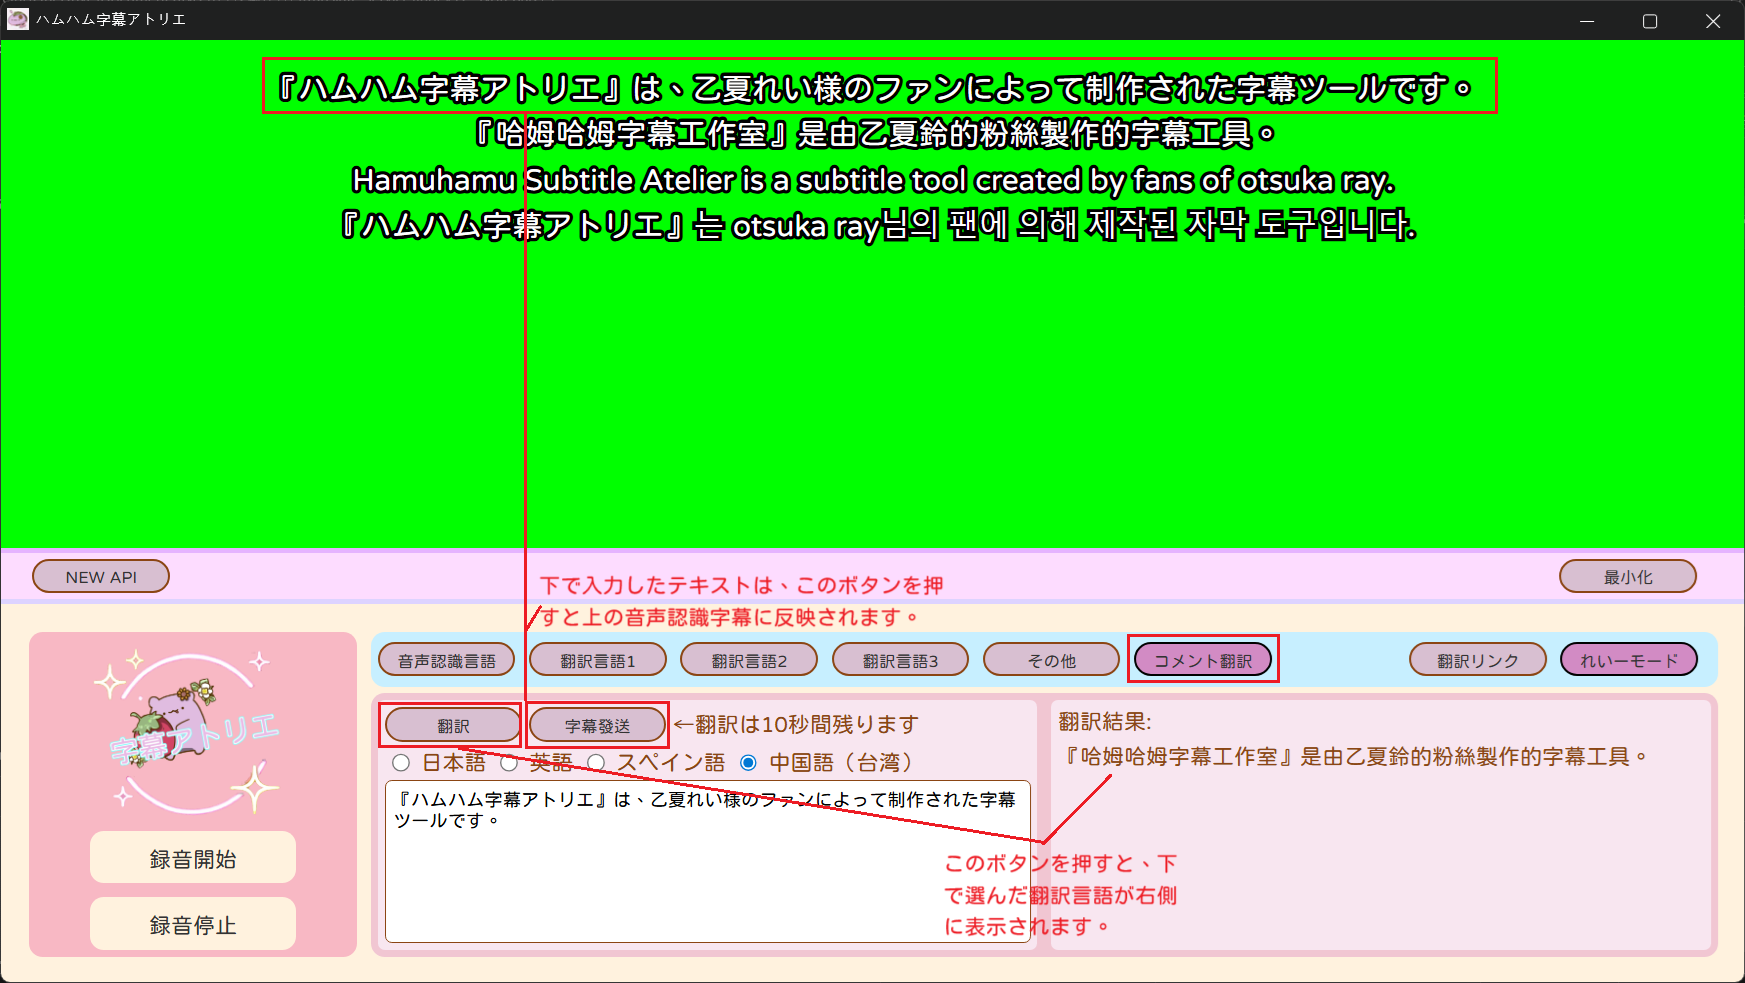 ハムハム字幕アトリエ
『ハムハム字幕アトリエ』は、乙夏れい様のファンによって制作された字幕ツールです。
『哈姆哈姆字幕工作室』是由乙夏鈴的粉絲製作的字幕工具。
Hamuhamu Subtitle Atelier is a subtitle tool created by fans of otsuka ray.
『ハムハム字幕アトリエ』는 otsuka ray님의 팬에 의해 제작된 자막 도구입니다.
NEW API
最小化
下で入力したテキストは、このボタンを押
すと上の音声認識字幕に反映されます。
音声認識言語
翻訳言語1
翻訳言語2
翻訳言語3
その他
コメント翻訳
翻訳リンク
れいーモード
字幕アトリエ
録音開始
録音停止
翻訳
字幕發送
←翻訳は10秒間残ります
日本語
英語
スペイン語
中国語（台湾）
『ハムハム字幕アトリエ』は、乙夏れい様のファンによって制作された字幕
ツールです。
翻訳結果:
『哈姆哈姆字幕工作室』是由乙夏鈴的粉絲製作的字幕工具。
このボタンを押すと、下
で選んだ翻訳言語が右側
に表示されます。